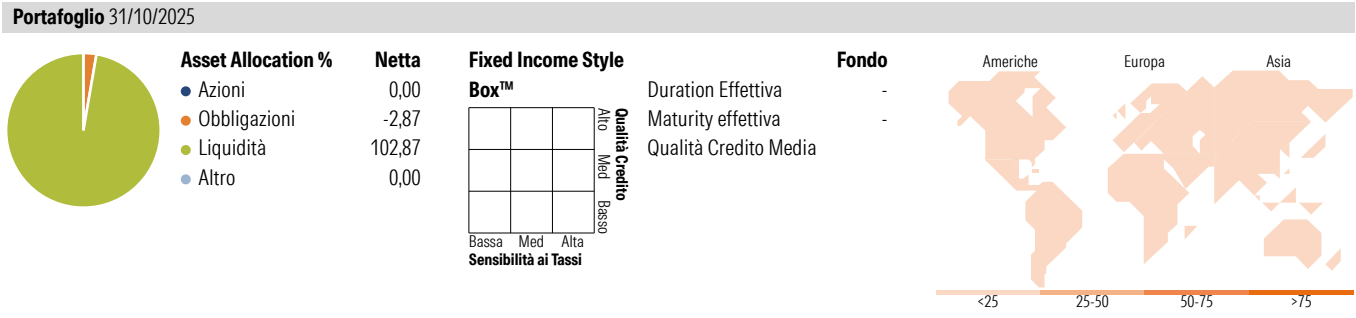 Portafoglio 31/10/2025
Asset Allocation % Netta
Azioni 0,00
Obbligazioni -2,87
Liquidità 102,87
Altro 0,00
Fixed Income Style
Box™
Alto
Med
Basso
Qualità Credito
Bassa Med Alta
Sensibilità ai Tassi
Fondo
Duration Effettiva -
Maturity effettiva -
Qualità Credito Media
Americhe Europa Asia
<25 25-50 50-75 >75